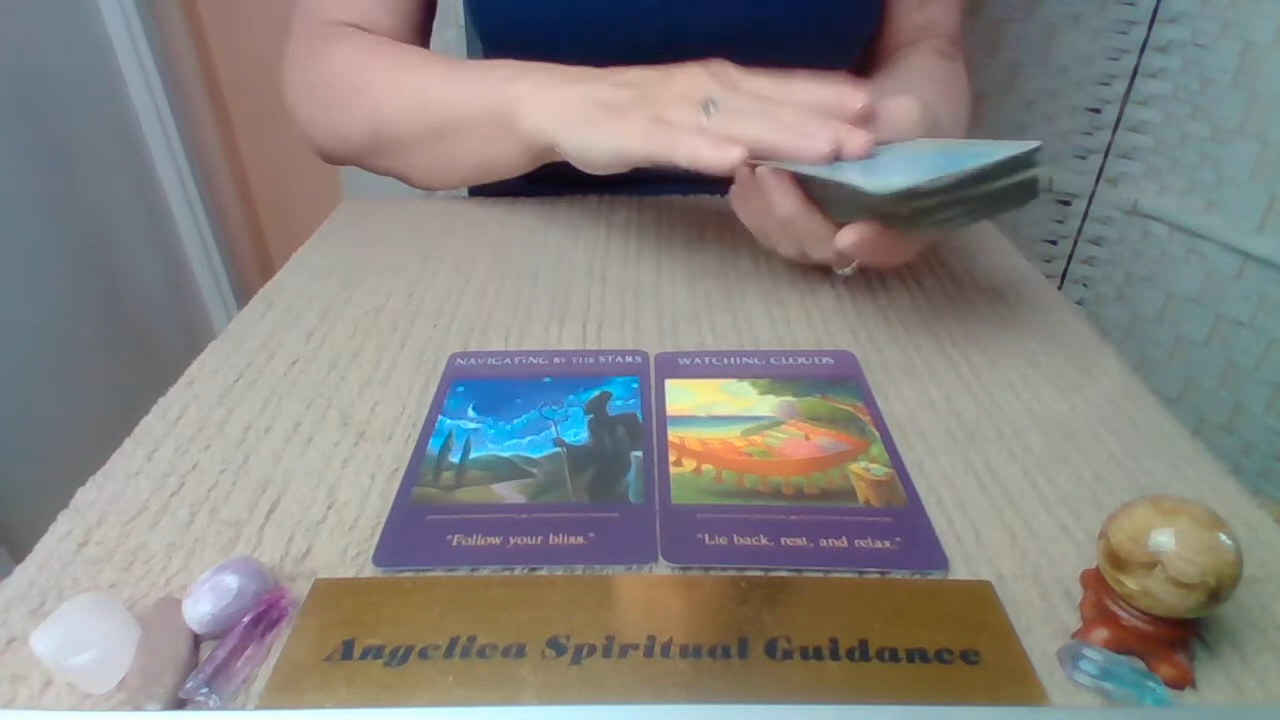 NAVIGATING BY THE STARS
WATCHING CLOUDS
"Follow your bliss."
"Lie back, rest, and relax."
Angelica Spiritual Guidance